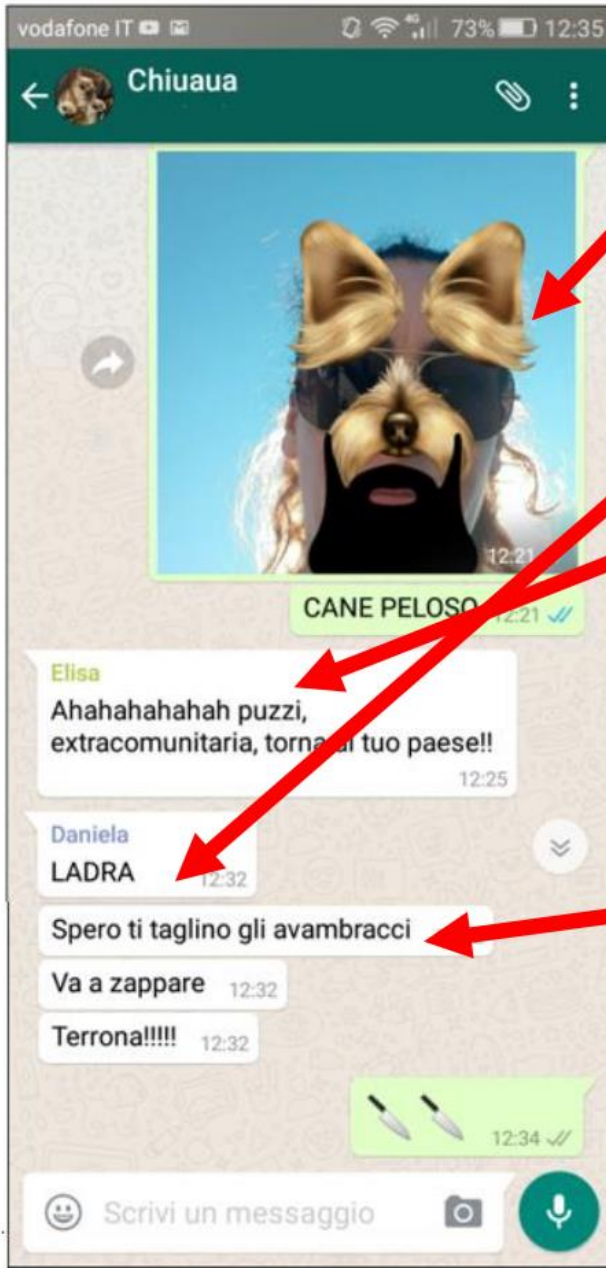 vodafone IT 4G 73% 12:35
Chiuaua
12:21
CANE PELOSO 12:21
Elisa
Ahahahahahah puzzi,
extracomunitaria, torna al tuo paese!!
12:25
Daniela
LADRA 12:32
Spero ti taglino gli avambracci
Va a zappare 12:32
Terrona!!!!! 12:32
12:34
Scrivi un messaggio